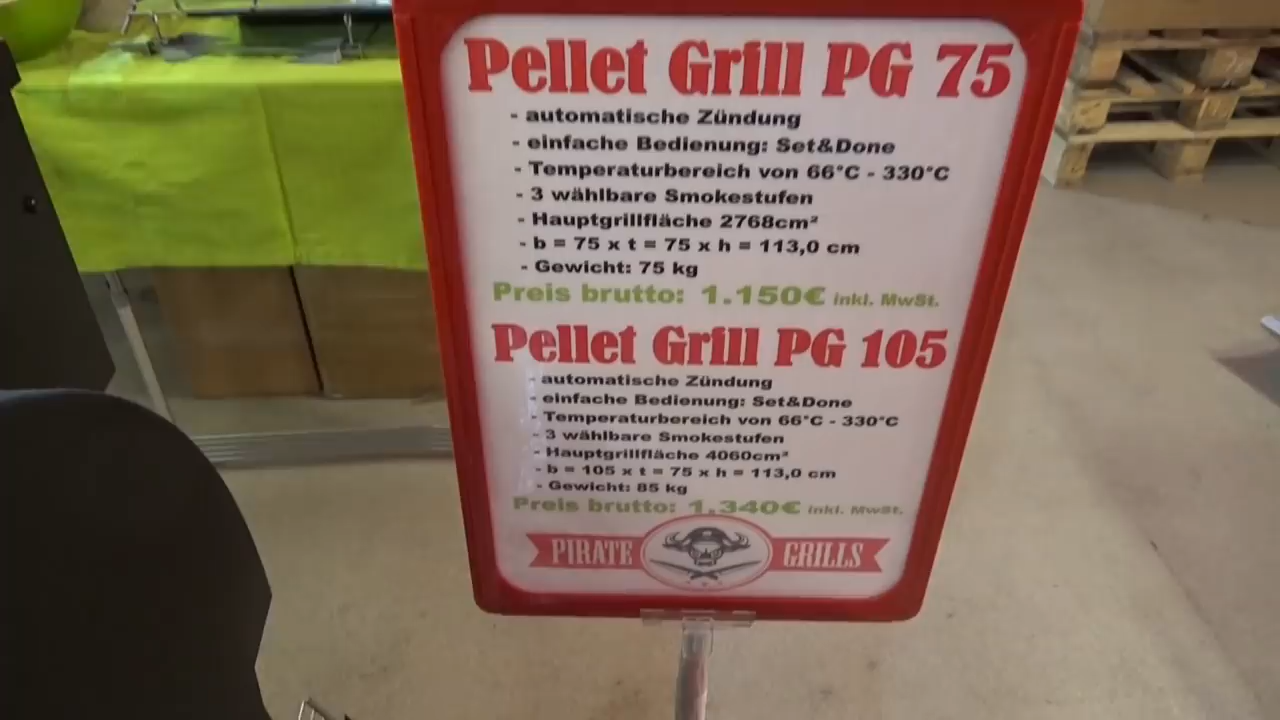 Pellet Grill PG 75
- automatische Zündung
- einfache Bedienung: Set&Done
- Temperaturbereich von 66°C - 330°C
- 3 wählbare Smokestufen
- Hauptgrillfläche 2768cm²
- b = 75 x t = 75 x h = 113,0 cm
- Gewicht: 75 kg
Preis brutto: 1.150€ inkl. MwSt.
Pellet Grill PG 105
- automatische Zündung
- einfache Bedienung: Set&Done
- Temperaturbereich von 66°C - 330°C
- 3 wählbare Smokestufen
- Hauptgrillfläche 4060cm²
- b = 105 x t = 75 x h = 113,0 cm
- Gewicht: 85 kg
Preis brutto: 1.340€ inkl. MwSt.
PIRATE GRILLS